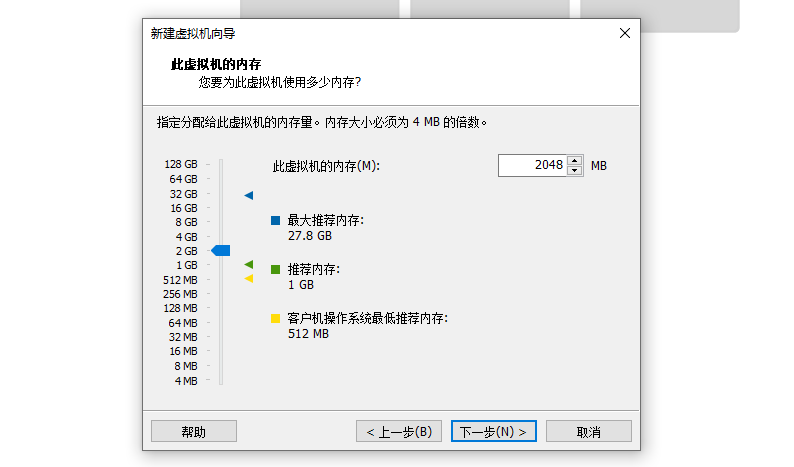 新建虚拟机向导
此虚拟机的内存
您要为此虚拟机使用多少内存?
指定分配给此虚拟机的内存量。内存大小必须为 4 MB 的倍数。
128 GB
64 GB
32 GB
16 GB
8 GB
4 GB
2 GB
1 GB
512 MB
256 MB
128 MB
64 MB
32 MB
16 MB
8 MB
4 MB
此虚拟机的内存(M): 2048 MB
最大推荐内存:
27.8 GB
推荐内存:
1 GB
客户机操作系统最低推荐内存:
512 MB
帮助 < 上一步(B) 下一步(N) > 取消